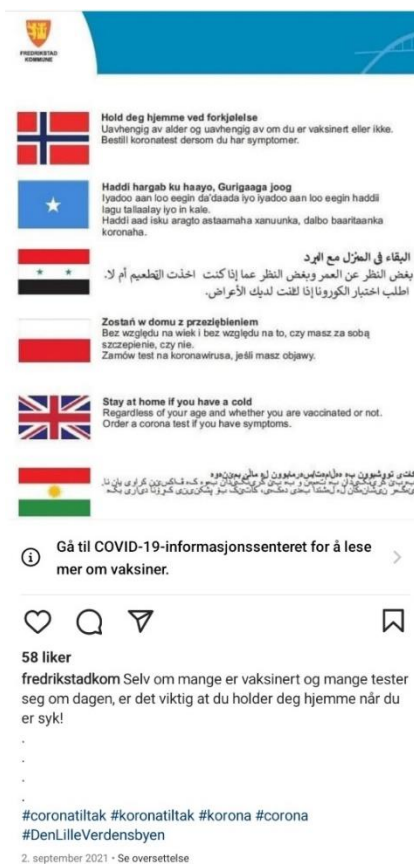 FREDRIKSTAD
KOMMUNE
Hold deg hjemme ved forkjølelse
Uavhengig av alder og uavhengig av om du er vaksinert eller ikke.
Bestill koronatest dersom du har symptomer.
Haddi hargab ku haayo, Gurigaaga joog
Iyadoo aan loo eegin da'daada iyo iyadoo aan loo eegin haddii
lagu tallaalay iyo in kale.
Haddi aad isku aragto astaamaha xanuunka, dalbo baaritaanka
koronaha.
البقاء في المنزل مع البرد
بغض النظر عن العمر وبغض النظر عما إذا كنت اخذت التطعيم أم لا.
اطلب اختبار الكورونا إذا لديك الأعراض.
Zostań w domu z przeziębieniem
Bez względu na wiek i bez względu na to, czy masz za sobą
szczepienie, czy nie.
Zamów test na koronawirusa, jeśli masz objawy.
Stay at home if you have a cold
Regardless of your age and whether you are vaccinated or not.
Order a corona test if you have symptoms.
Gå til COVID-19-informasjonssenteret for å lese
mer om vaksiner.
58 liker
fredrikstadkom Selv om mange er vaksinert og mange tester
seg om dagen, er det viktig at du holder deg hjemme når du
er syk!
.
.
.
.
#coronatiltak #koronatiltak #korona #corona
#DenLilleVerdensbyen
2. september 2021 · Se oversettelse